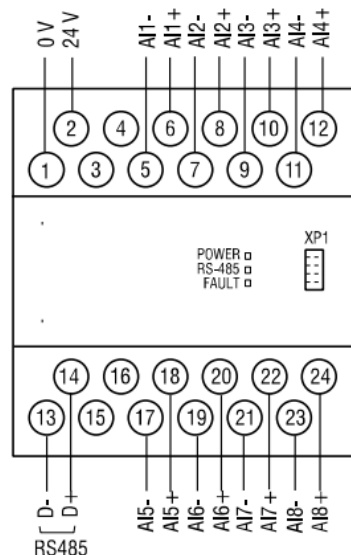 0 V 24 V AI1- AI1+ AI2- AI2+ AI3- AI3+ AI4- AI4+
2 4 6 8 10 12
1 3 5 7 9 11
XP1
POWER
RS-485
FAULT
14 16 18 20 22 24
13 15 17 19 21 23
D- D+ AI5- AI5+ AI6- AI6+ AI7- AI7+ AI8- AI8+
RS485